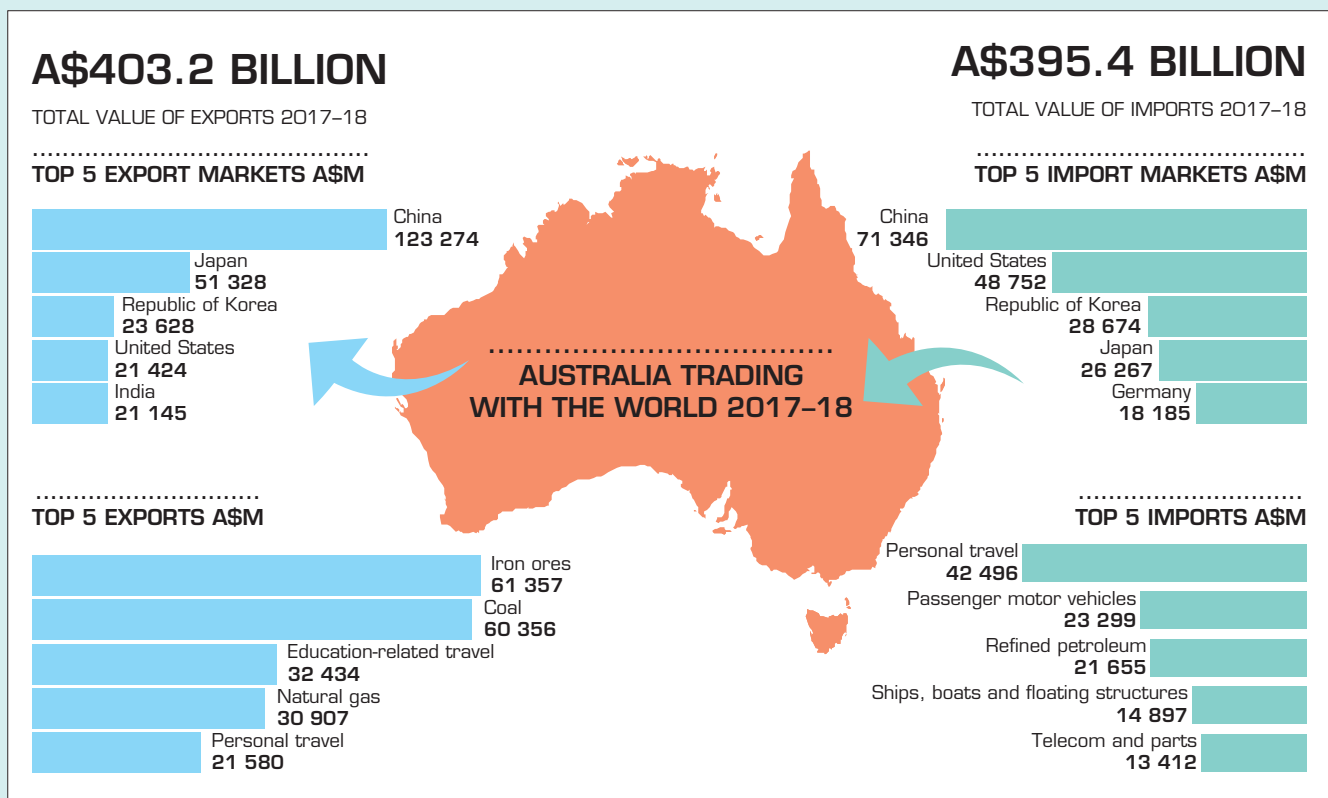 A$403.2 BILLION
TOTAL VALUE OF EXPORTS 2017–18
TOP 5 EXPORT MARKETS A$M
China
123 274
Japan
51 328
Republic of Korea
23 628
United States
21 424
India
21 145
A$395.4 BILLION
TOTAL VALUE OF IMPORTS 2017–18
TOP 5 IMPORT MARKETS A$M
China
71 346
United States
48 752
Republic of Korea
28 674
Japan
26 267
Germany
18 185
AUSTRALIA TRADING
WITH THE WORLD 2017–18
TOP 5 EXPORTS A$M
Iron ores
61 357
Coal
60 356
Education-related travel
32 434
Natural gas
30 907
Personal travel
21 580
TOP 5 IMPORTS A$M
Personal travel
42 496
Passenger motor vehicles
23 299
Refined petroleum
21 655
Ships, boats and floating structures
14 897
Telecom and parts
13 412